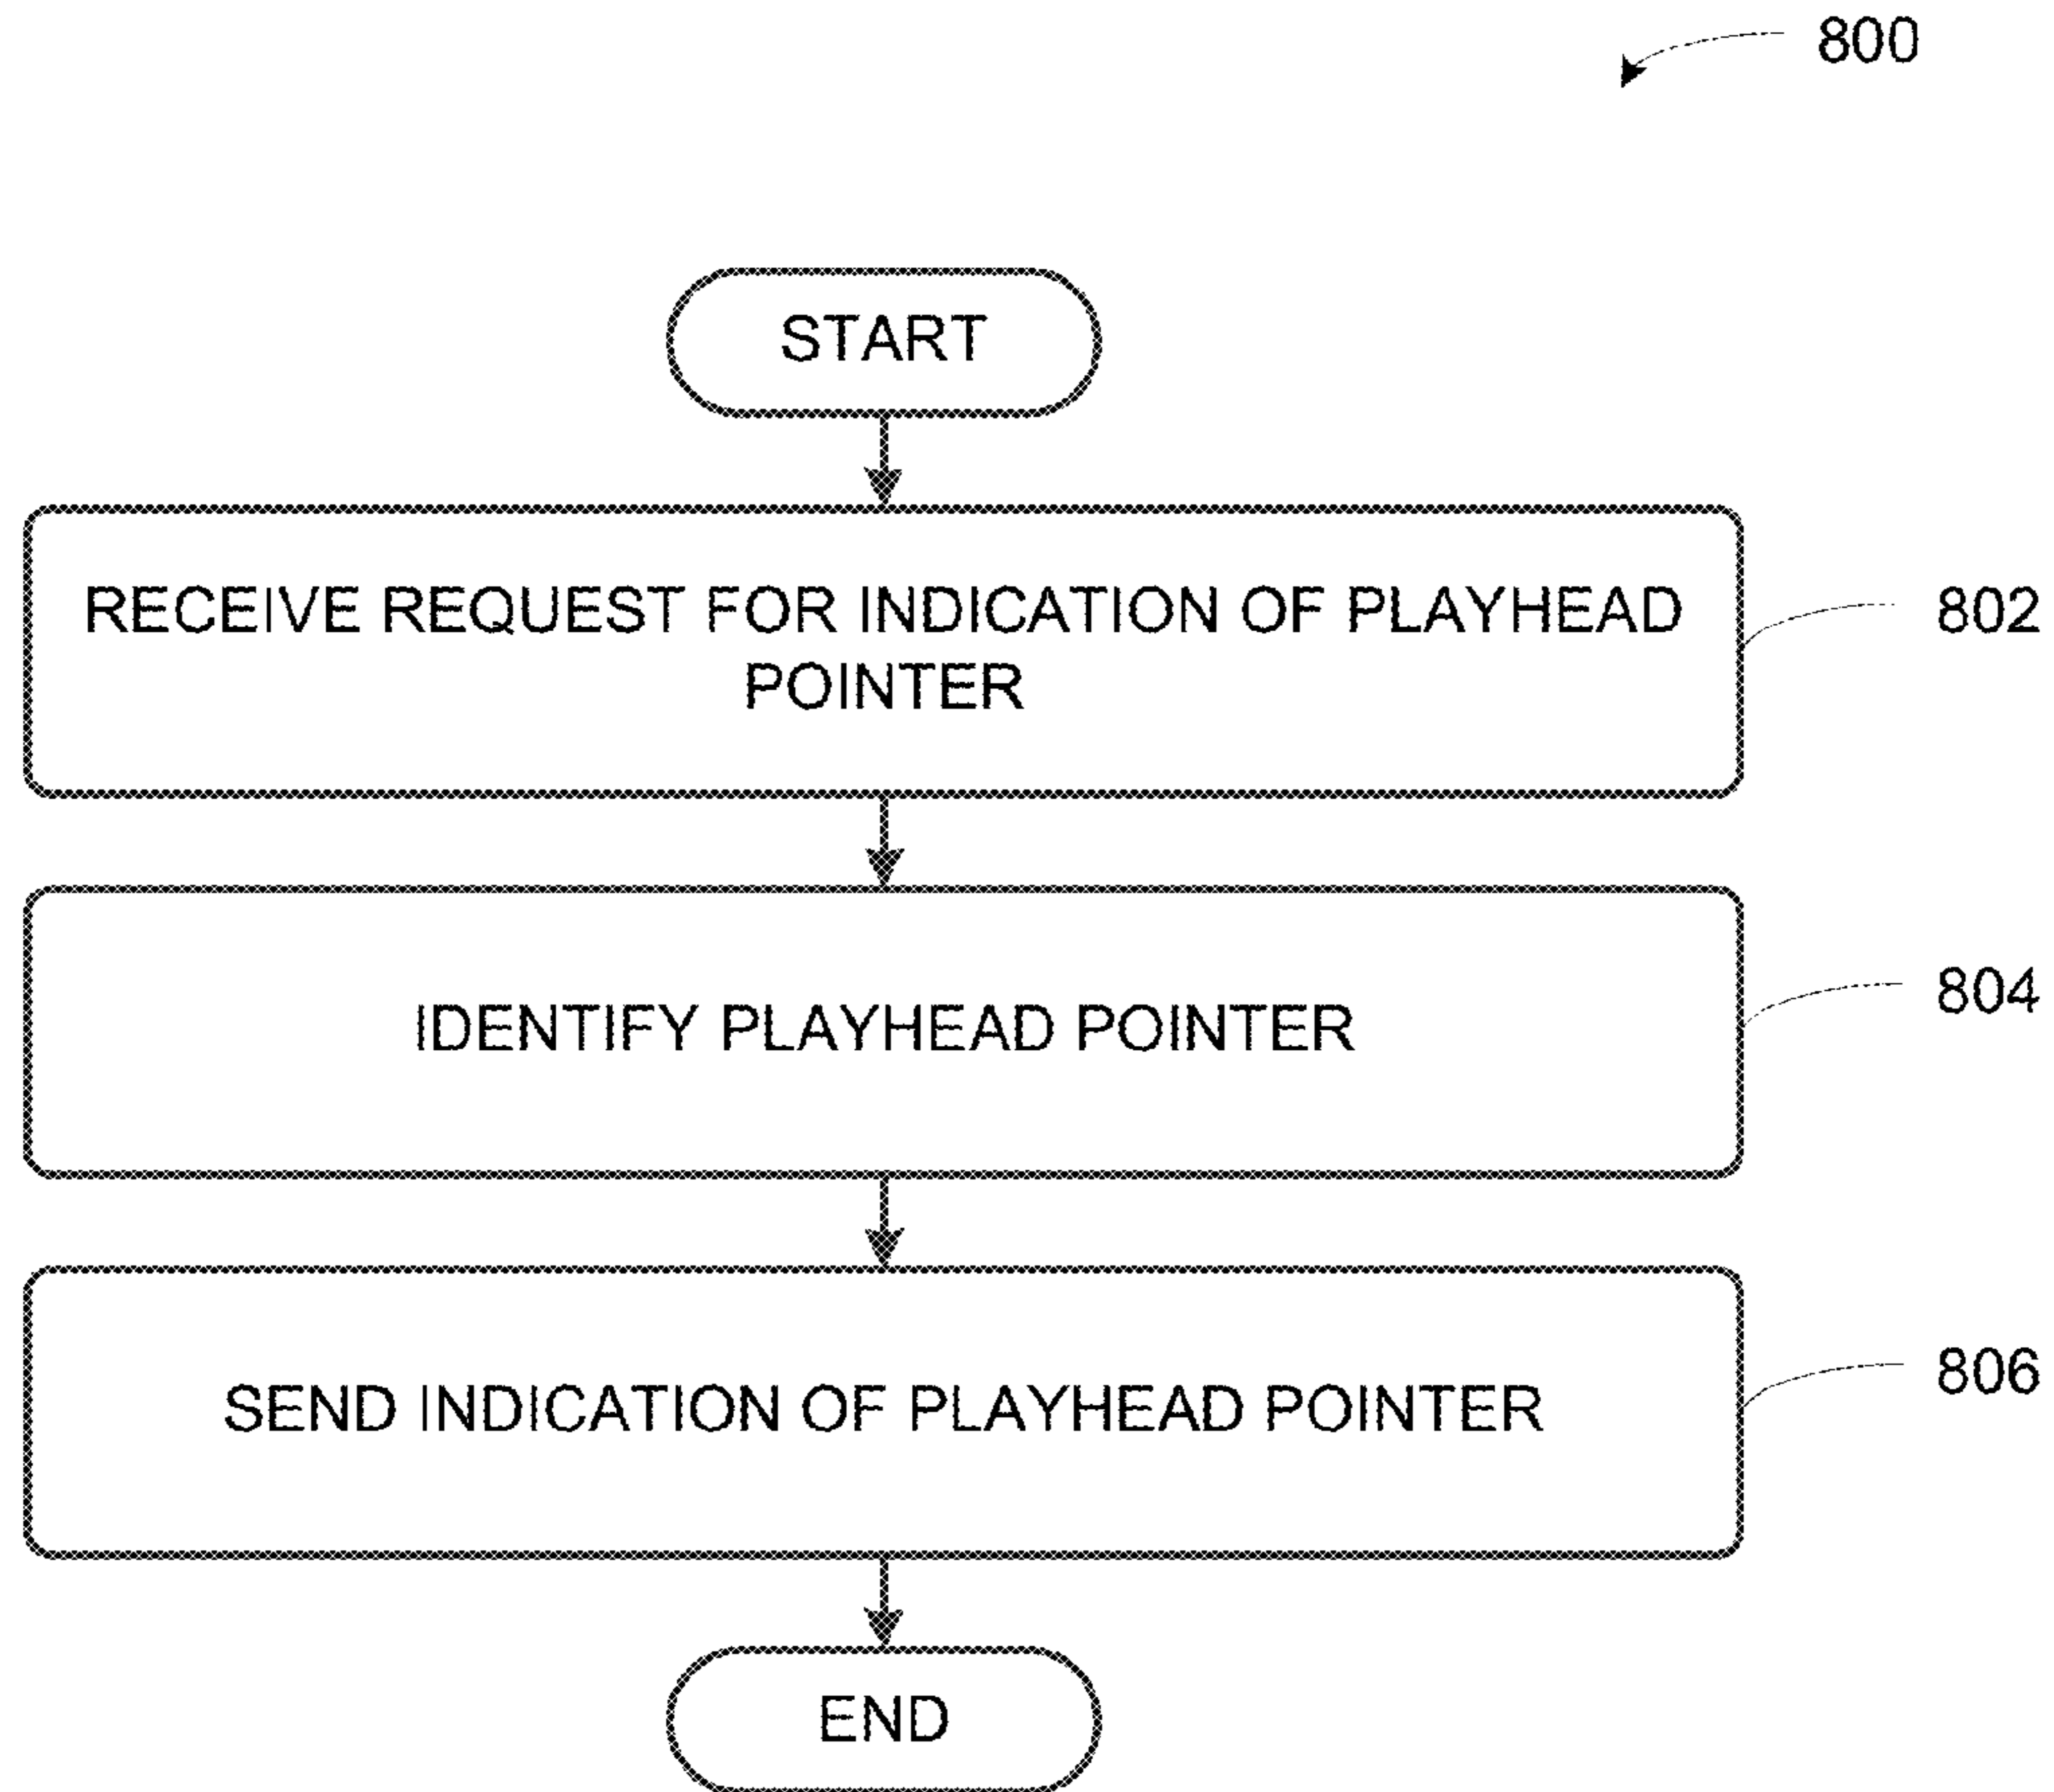 800
START
RECEIVE REQUEST FOR INDICATION OF PLAYHEAD
POINTER
802
IDENTIFY PLAYHEAD POINTER
804
SEND INDICATION OF PLAYHEAD POINTER
806
END